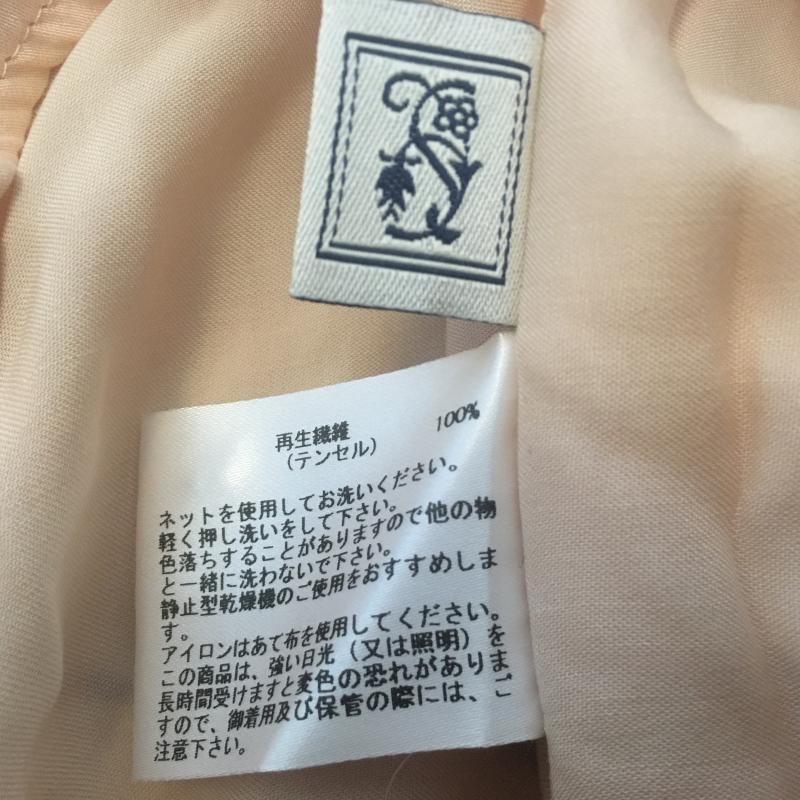 再生繊維 100%
（テンセル）
ネットを使用してお洗いください。
軽く押し洗いをして下さい。
色落ちすることがありますので他の物
と一緒に洗わないで下さい。
静止型乾燥機のご使用をおすすめしま
す。
アイロンはあて布を使用してください。
この商品は、強い日光（又は照明）を
長時間受けますと変色の恐れがありま
すので、御着用及び保管の際には、ご
注意下さい。